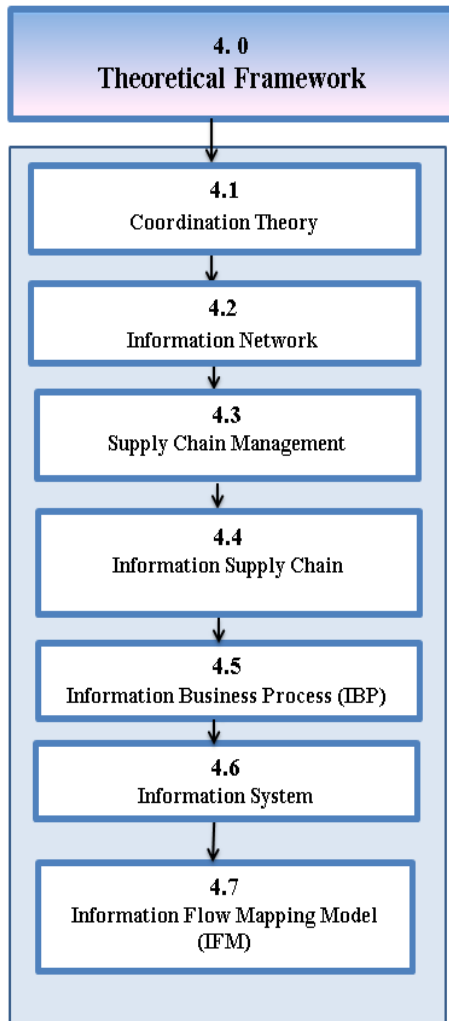 4. 0
Theoretical Framework
4.1
Coordination Theory
4.2
Information Network
4.3
Supply Chain Management
4.4
Information Supply Chain
4.5
Information Business Process (IBP)
4.6
Information System
4.7
Information Flow Mapping Model
(IFM)